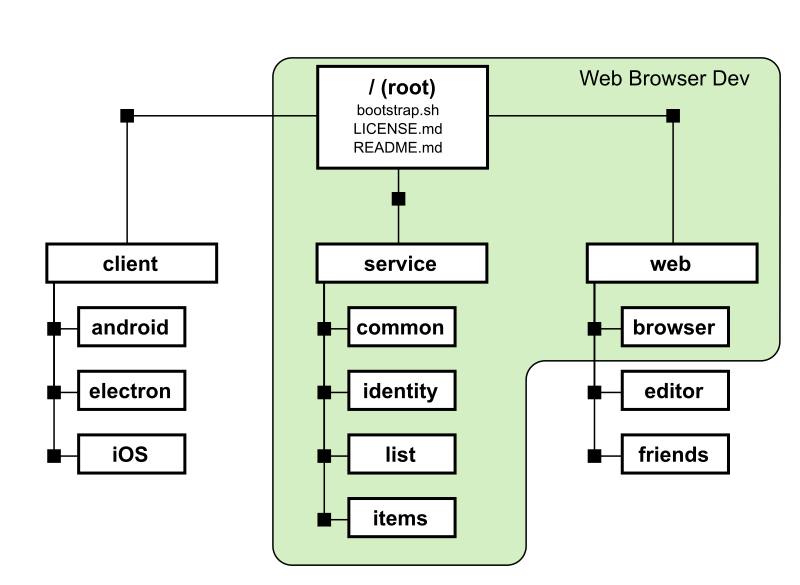 Web Browser Dev
/ (root)
bootstrap.sh
LICENSE.md
README.md
client
android
electron
iOS
service
common
identity
list
items
web
browser
editor
friends